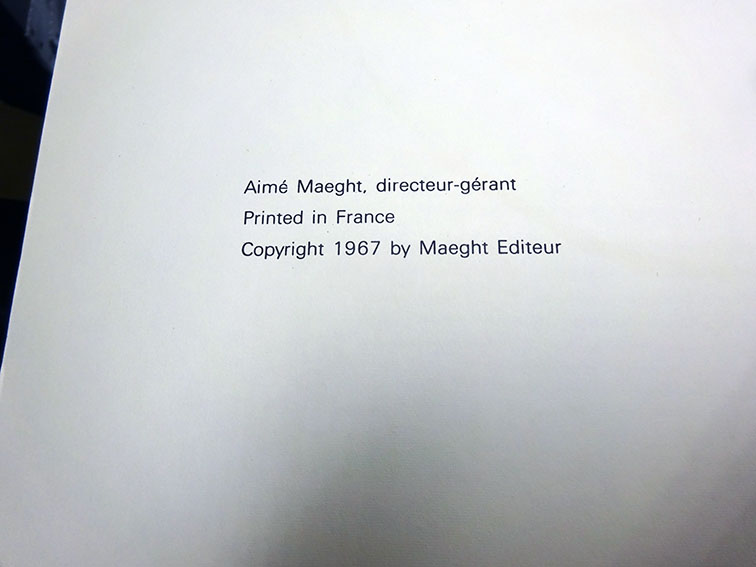 Aimé Maeght, directeur-gérant
Printed in France
Copyright 1967 by Maeght Editeur